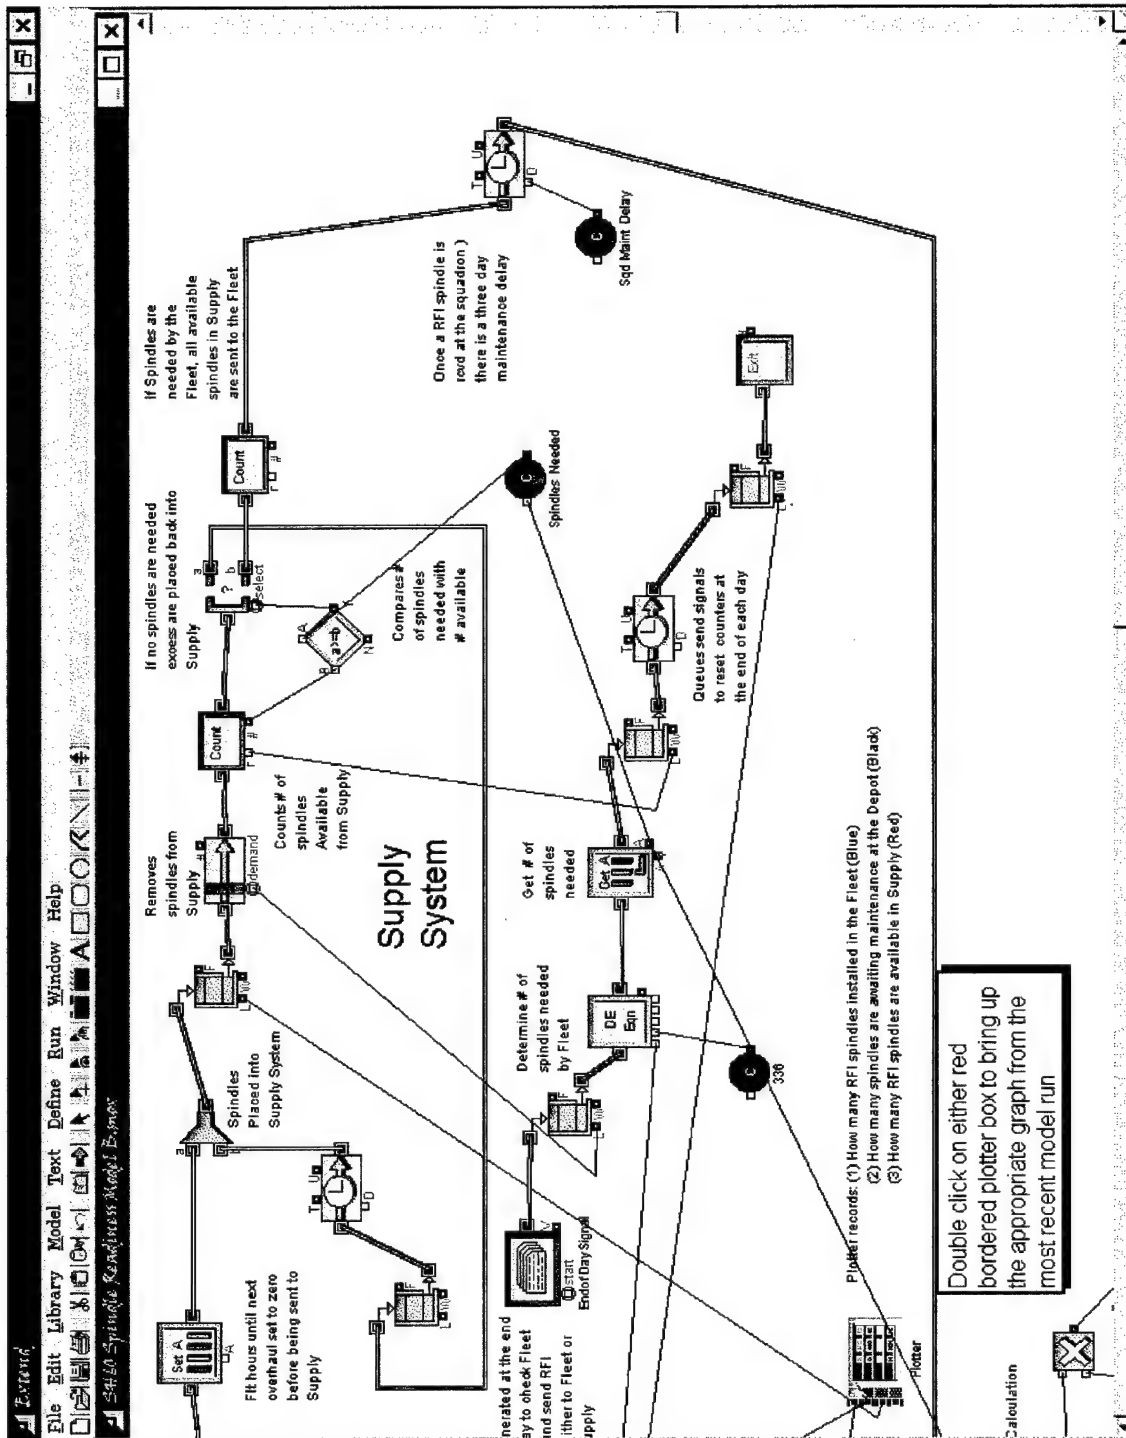 Extend
File Edit Library Model Text Define Run Window Help
SH 60 Spindle Readiness Model B.mox
Set A
A
Flt hours until next
overhaul set to zero
before being sent to
Supply
a
Spindles
Placed into
Supply System
T U
D
F
L W
Removes
spindles from
Supply
F
L W
#
demand
Count
r #
Counts # of
spindles
Available
from Supply
If no spindles are needed
excess are placed back into
Supply
a
?
b
select
A
B
a>=b
Y
N
Compares #
of spindles
needed with
# available
Count
r #
If Spindles are
needed by the
Fleet, all available
spindles in Supply
are sent to the Fleet
Supply
System
C
Spindles Needed
Once a RFI spindle is
rcvd at the squadron )
there is a three day
maintenance delay
T U
D
C
Sqd Maint Delay
nerated at the end
ay to check Fleet
and send RFI
ither to Fleet or
upply
V
start
End of Day Signal
F
L W
Determine # of
spindles needed
by Fleet
DE
Eqn
C
336
Get # of
spindles
needed
Get A
A
F
L W
T U
D
Queues send signals
to reset counters at
the end of each day
F
L W
Exit
#
Plotter records: (1) How many RFI spindles installed in the Fleet (Blue)
(2) How many spindles are awaiting maintenance at the Depot (Black)
(3) How many RFI spindles are available in Supply (Red)
Plotter
Double click on either red
bordered plotter box to bring up
the appropriate graph from the
most recent model run
Calculation